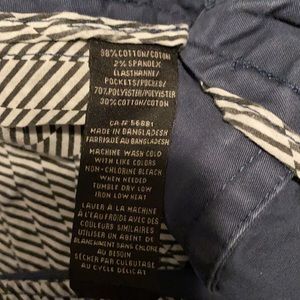 98% COTTON/COTON
2% SPANDEX
ELASTHANNE/
POCKETS/POCKES/
70% POLYESTER/POLYESTER
30% COTTON/COTON
CA # 56881
MADE IN BANGLADESH
FABRIQUÉ AU BANGLADESH
MACHINE WASH COLD
WITH LIKE COLORS
NON-CHLORINE BLEACH
WHEN NEEDED
TUMBLE DRY LOW
IRON LOW HEAT
LAVER À LA MACHINE
À L'EAU FROIDE AVEC DES
COULEURS SIMILAIRES
UTILISER UN AGENT DE
BLANCHIMENT SANS CHLORE
AU BESOIN
SECHER PAR CULBUTAGE
AU CYCLE DÉLICAT